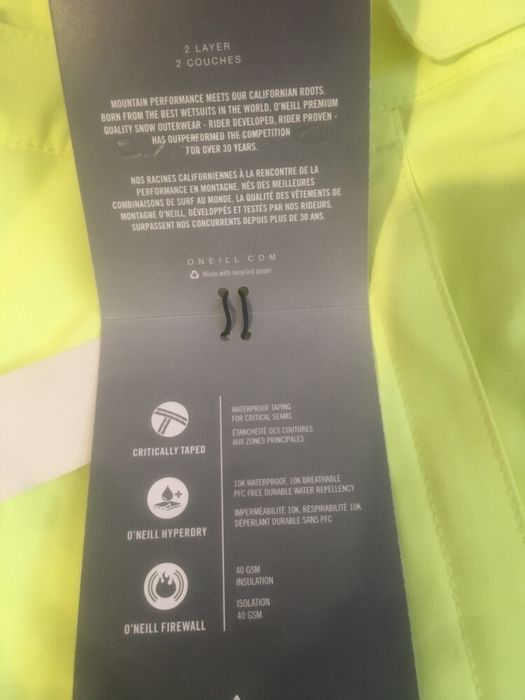 2 LAYER
2 COUCHES
MOUNTAIN PERFORMANCE MEETS OUR CALIFORNIAN ROOTS.
BORN FROM THE BEST WETSUITS IN THE WORLD, O'NEILL PREMIUM
QUALITY SNOW OUTERWEAR - RIDER DEVELOPED, RIDER PROVEN -
HAS OUTPERFORMED THE COMPETITION
FOR OVER 30 YEARS.
NOS RACINES CALIFORNIENNES À LA RENCONTRE DE LA
PERFORMANCE EN MONTAGNE. NÉS DES MEILLEURES
COMBINAISONS DE SURF AU MONDE, LA QUALITÉ DES VÊTEMENTS DE
MONTAGNE O'NEILL, DÉVELOPPÉS ET TESTÉS PAR NOS RIDEURS,
SURPASSENT NOS CONCURRENTS DEPUIS PLUS DE 30 ANS.
ONEILL.COM
Made with recycled paper
CRITICALLY TAPED
WATERPROOF TAPING
FOR CRITICAL SEAMS
ÉTANCHÉITÉ DES COUTURES
AUX ZONES PRINCIPALES
O'NEILL HYPERDRY
10K WATERPROOF, 10K BREATHABLE
PFC FREE DURABLE WATER REPELLENCY
IMPERMÉABILITÉ 10K, RESPIRABILITÉ 10K
DÉPERLANT DURABLE SANS PFC
O'NEILL FIREWALL
40 GSM
INSULATION
ISOLATION
40 GSM